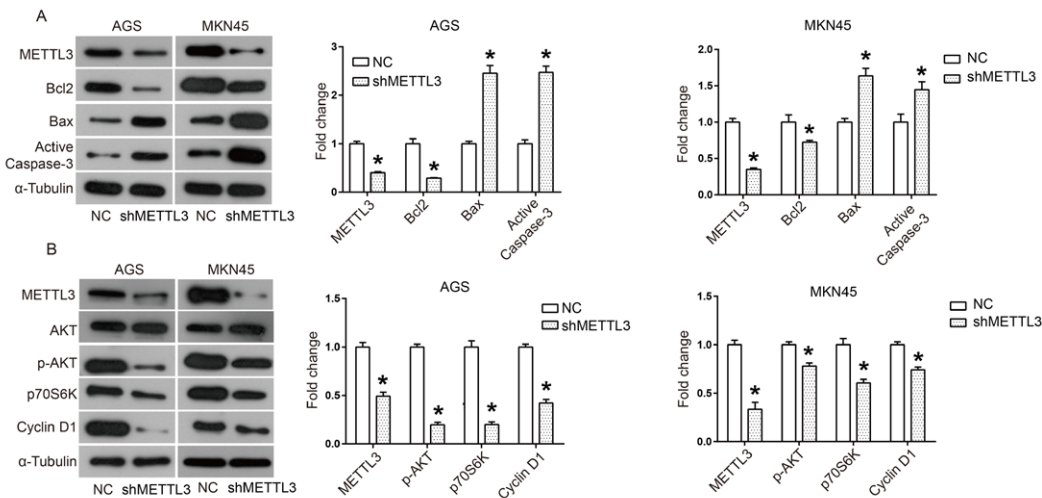 A
AGS MKN45
METTL3
Bcl2
Bax
Active
Caspase-3
α-Tubulin
NC shMETTL3 NC shMETTL3
AGS
NC
shMETTL3
Fold change
3
2
1
0
METTL3
Bcl2
Bax
Active
Caspase-3
* * * *
MKN45
NC
shMETTL3
Fold change
2.0
1.5
1.0
0.5
0.0
METTL3
Bcl2
Bax
Active
Caspase-3
* * * *
B
AGS MKN45
METTL3
AKT
p-AKT
p70S6K
Cyclin D1
α-Tubulin
NC shMETTL3 NC shMETTL3
AGS
NC
shMETTL3
Fold change
1.5
1.0
0.5
0.0
METTL3
p-AKT
p70S6K
Cyclin D1
* * * *
MKN45
NC
shMETTL3
Fold change
1.5
1.0
0.5
0.0
METTL3
p-AKT
p70S6K
Cyclin D1
* * * *